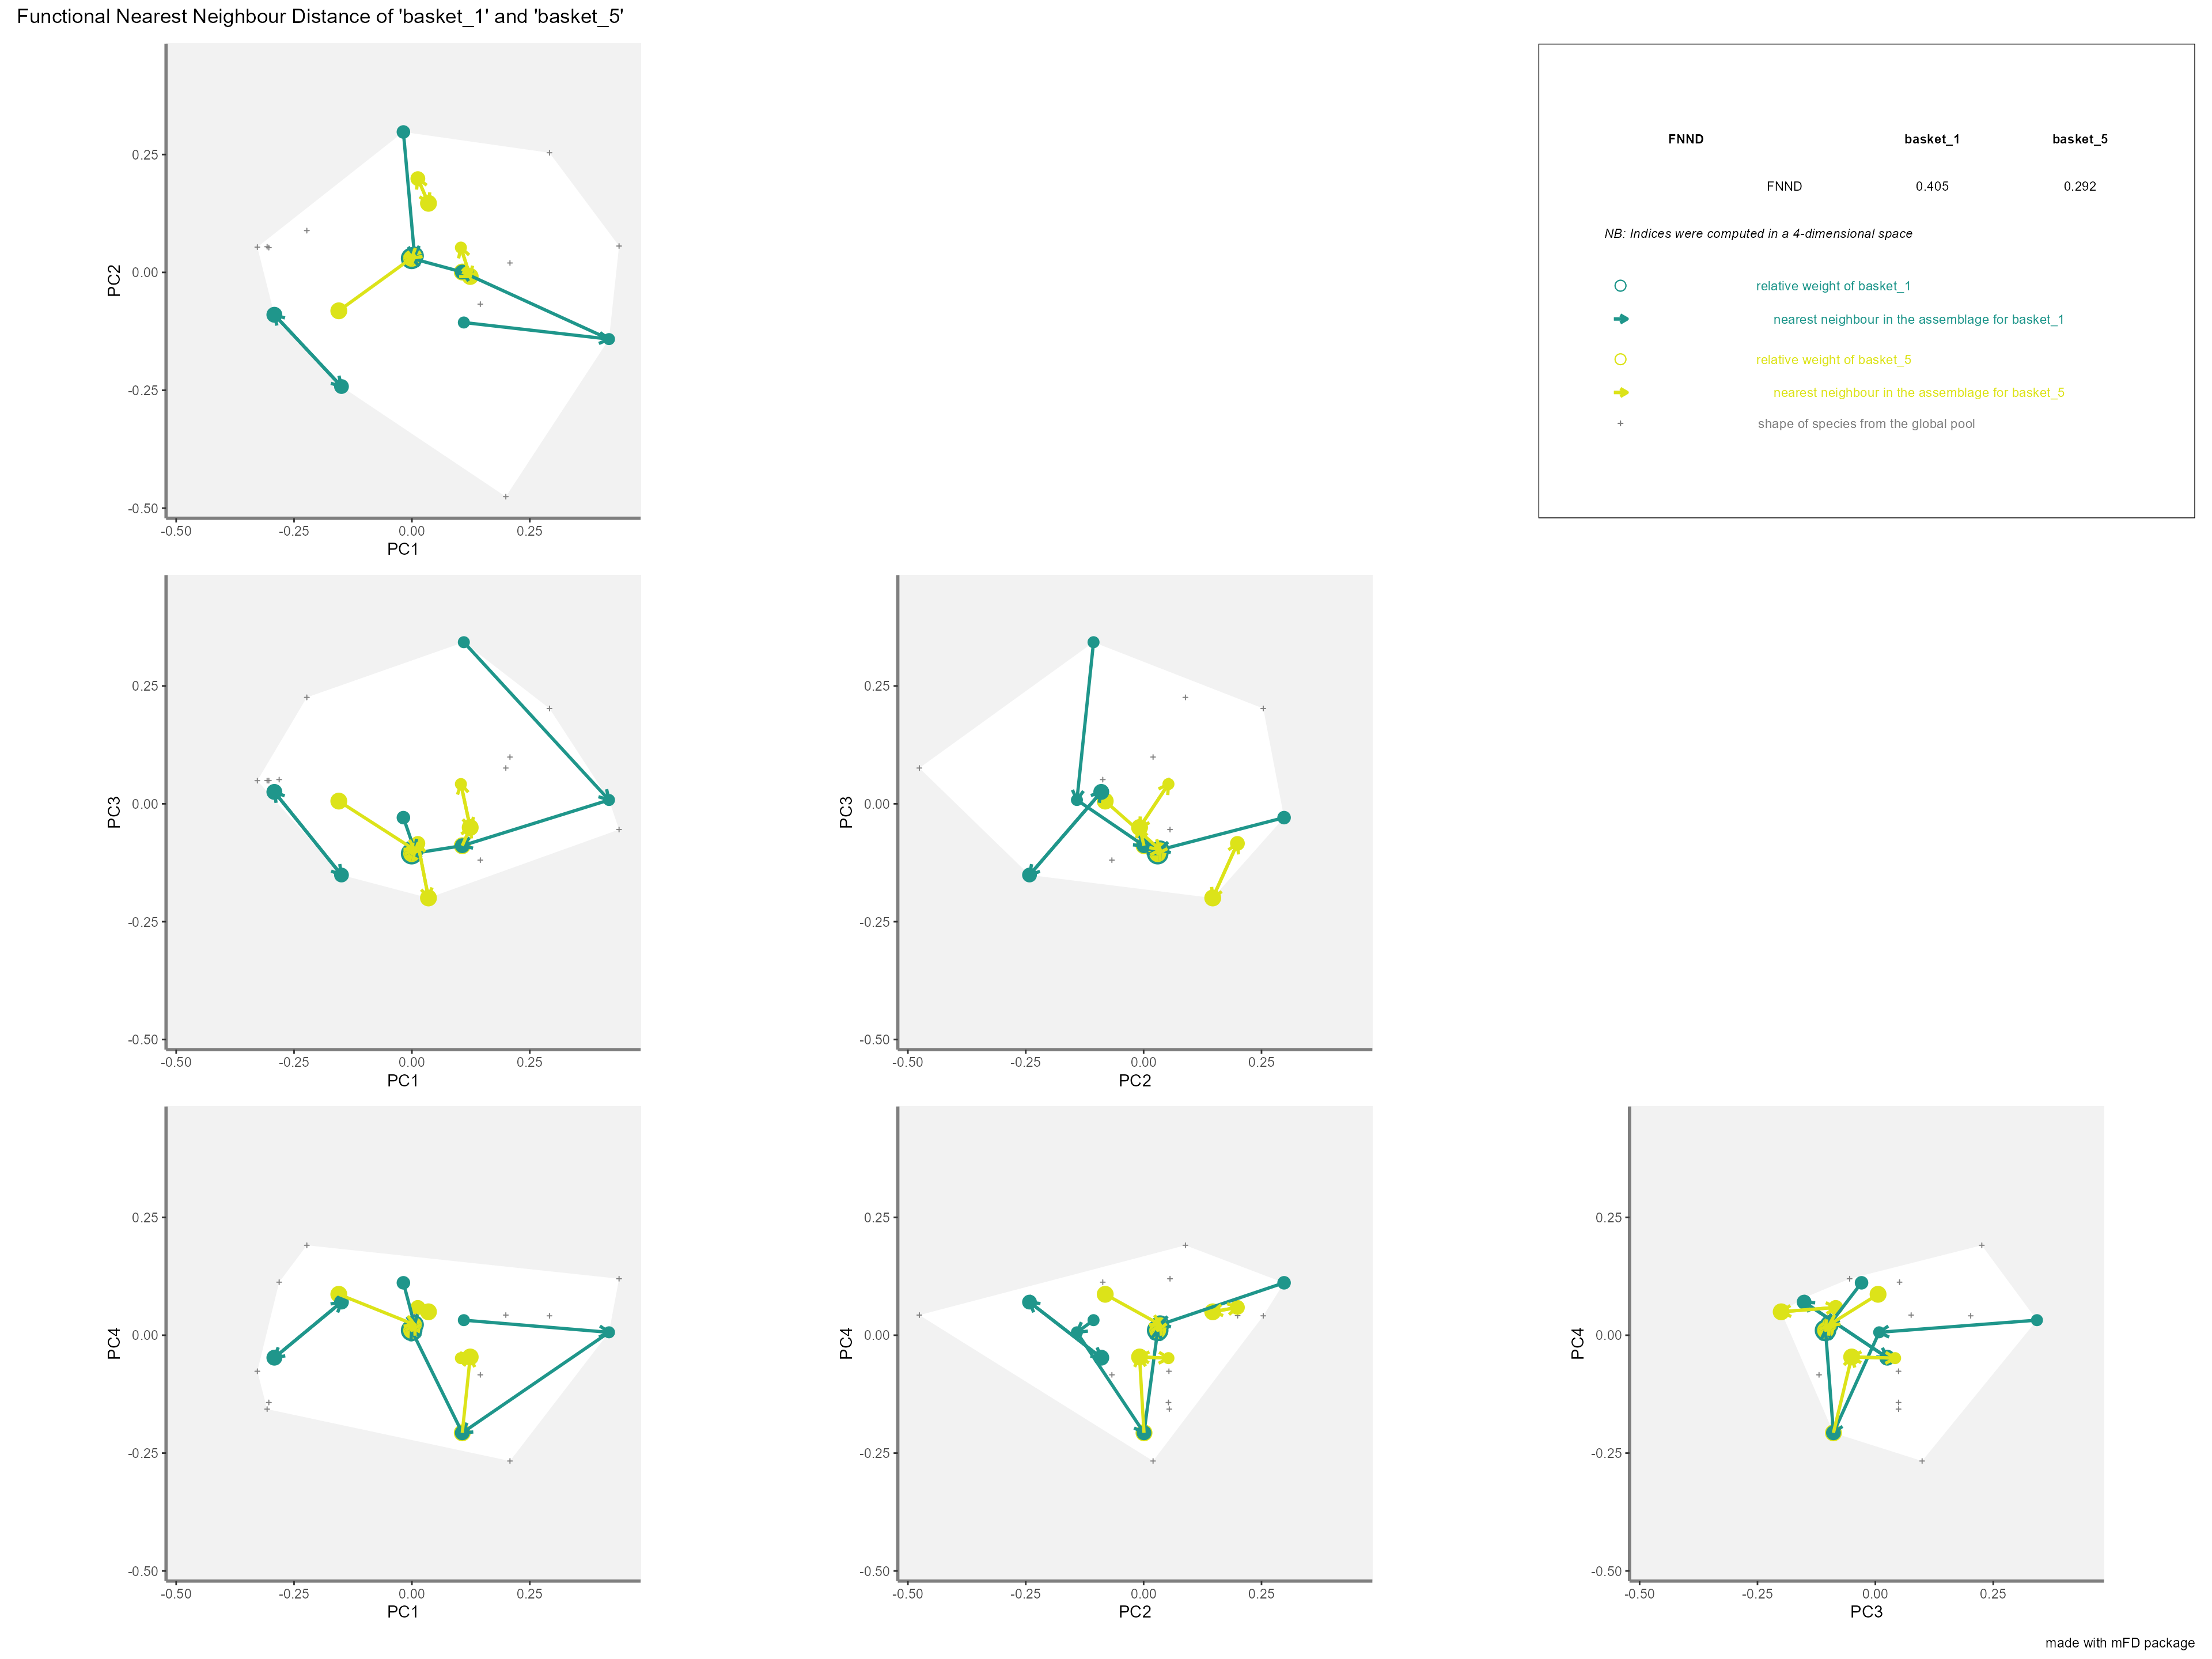 Functional Nearest Neighbour Distance of 'basket_1' and 'basket_5'
0.25
0.00
-0.25
-0.50
PC2
-0.50 -0.25 0.00 0.25
PC1
FNND basket_1 basket_5
FNND 0.405 0.292
NB: Indices were computed in a 4-dimensional space
relative weight of basket_1
nearest neighbour in the assemblage for basket_1
relative weight of basket_5
nearest neighbour in the assemblage for basket_5
shape of species from the global pool
0.25
0.00
-0.25
-0.50
PC3
-0.50 -0.25 0.00 0.25
PC1
0.25
0.00
-0.25
-0.50
PC3
-0.50 -0.25 0.00 0.25
PC2
0.25
0.00
-0.25
-0.50
PC4
-0.50 -0.25 0.00 0.25
PC1
0.25
0.00
-0.25
-0.50
PC4
-0.50 -0.25 0.00 0.25
PC2
0.25
0.00
-0.25
-0.50
PC4
-0.50 -0.25 0.00 0.25
PC3
made with mFD package